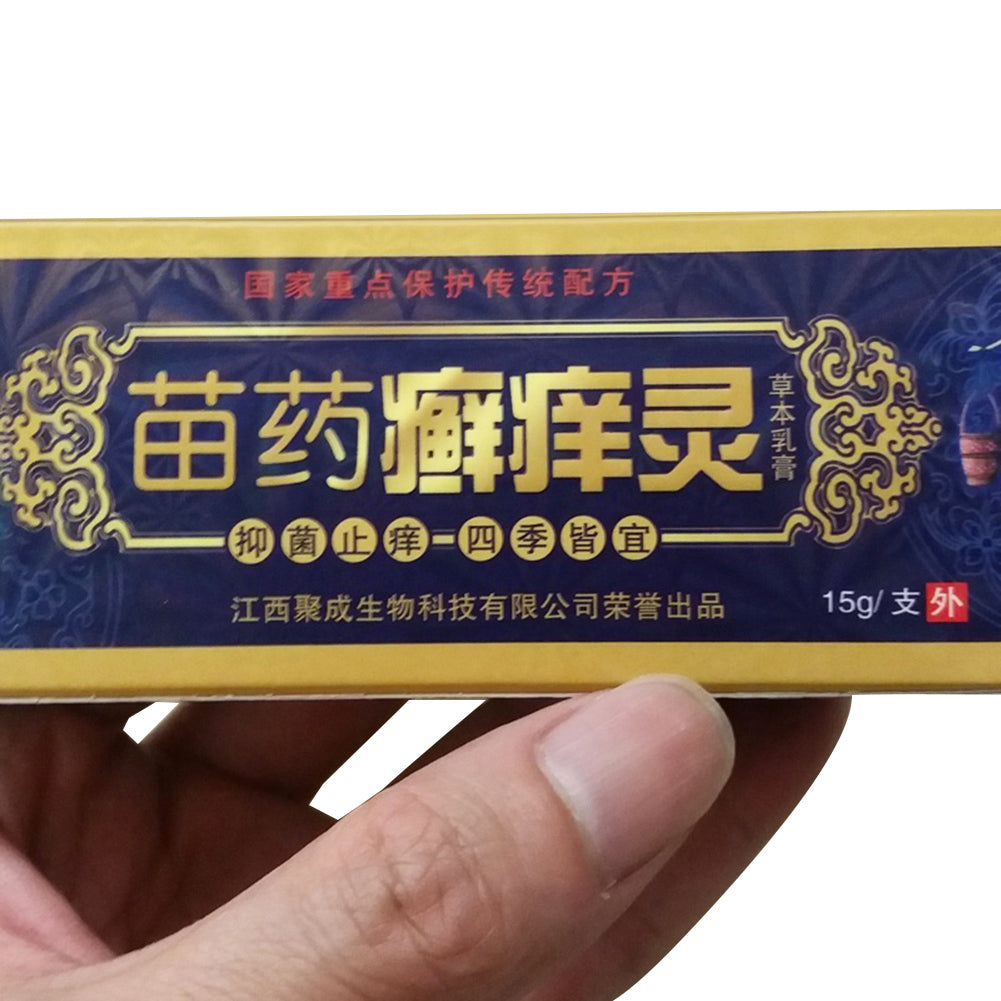 国家重点保护传统配方
苗药癣痒灵
草本乳膏
抑菌止痒-四季皆宜
江西聚成生物科技有限公司荣誉出品
15g/支 外